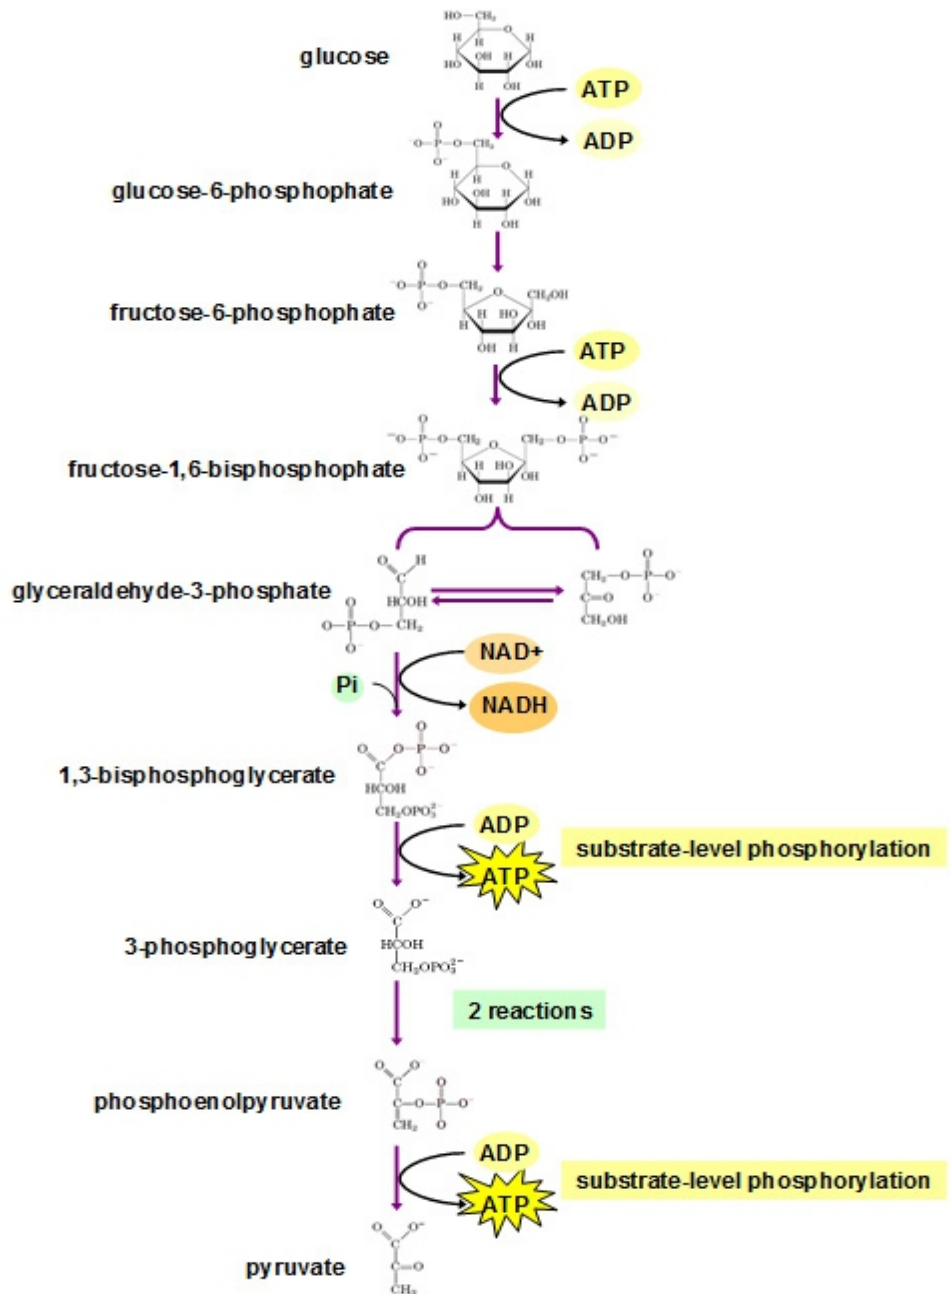 glucose
ATP
ADP
glucose-6-phosphophate
fructose-6-phosphophate
ATP
ADP
fructose-1,6-bisphosphophate
glyceraldehyde-3-phosphate
NAD+
Pi
NADH
1,3-bisphosphoglycerate
ADP
substrate-level phosphorylation
ATP
3-phosphoglycerate
2 reactions
phosphoenolpyruvate
ADP
substrate-level phosphorylation
ATP
pyruvate